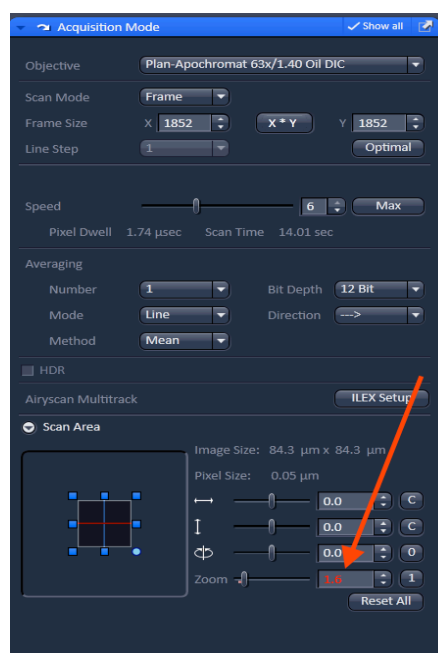 Acquisition Mode ✓ Show all
Objective Plan-Apochromat 63x/1.40 Oil DIC
Scan Mode Frame
Frame Size X 1852 X * Y Y 1852
Line Step 1 Optimal
Speed 6 Max
Pixel Dwell 1.74 µsec Scan Time 14.01 sec
Averaging
Number 1 Bit Depth 12 Bit
Mode Line Direction --->
Method Mean
HDR
Airyscan Multitrack ILEX Setup
Scan Area
Image Size: 84.3 µm x 84.3 µm
Pixel Size: 0.05 µm
0.0 C
0.0 C
0.0 0
Zoom 1.6 1
Reset All